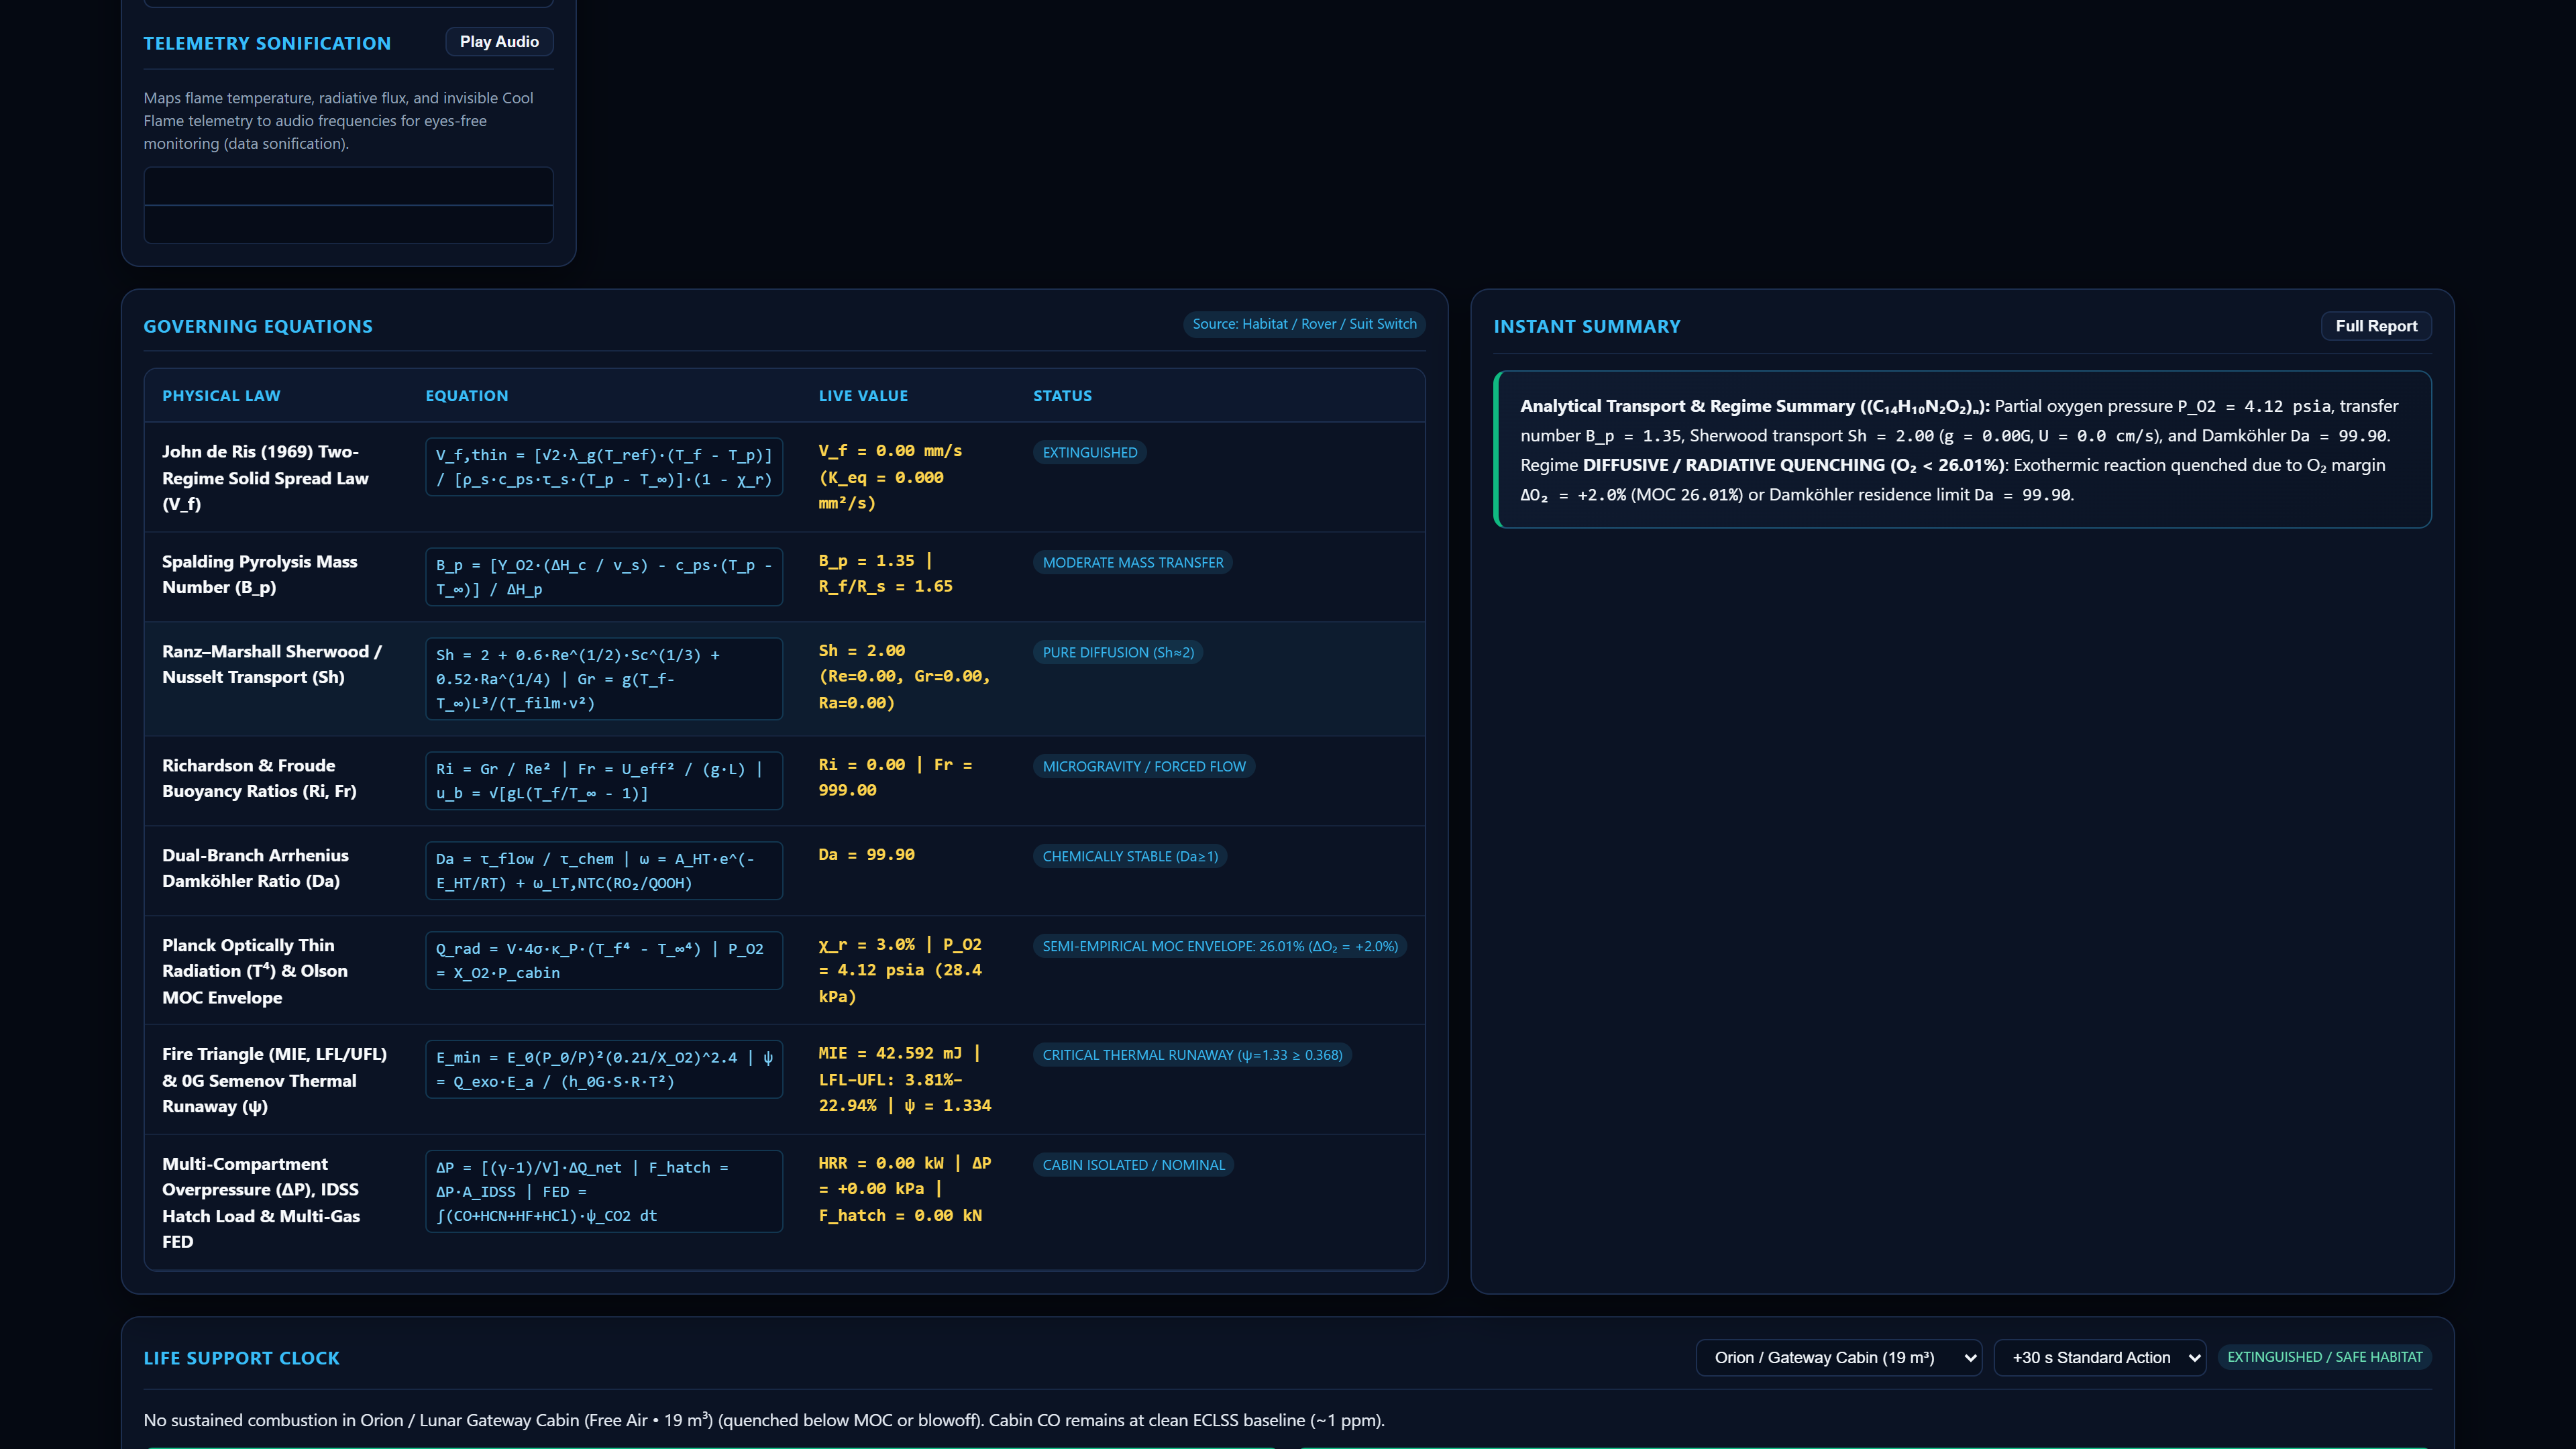 TELEMETRY SONIFICATION
Play Audio
Maps flame temperature, radiative flux, and invisible Cool
Flame telemetry to audio frequencies for eyes-free
monitoring (data sonification).
GOVERNING EQUATIONS
Source: Habitat / Rover / Suit Switch
PHYSICAL LAW
EQUATION
LIVE VALUE
STATUS
John de Ris (1969) Two-
Regime Solid Spread Law
(V_f)
V_f,thin = [√2·λ_g(T_ref)·(T_f - T_p)]
/ [ρ_s·c_ps·τ_s·(T_p - T_∞)]·(1 - χ_r)
V_f = 0.00 mm/s
(K_eq = 0.000
mm²/s)
EXTINGUISHED
Spalding Pyrolysis Mass
Number (B_p)
B_p = [Y_O2·(ΔH_c / ν_s) - c_ps·(T_p -
T_∞)] / ΔH_p
B_p = 1.35 |
R_f/R_s = 1.65
MODERATE MASS TRANSFER
Ranz–Marshall Sherwood /
Nusselt Transport (Sh)
Sh = 2 + 0.6·Re^(1/2)·Sc^(1/3) +
0.52·Ra^(1/4) | Gr = g(T_f-
T_∞)L³/(T_film·ν²)
Sh = 2.00
(Re=0.00, Gr=0.00,
Ra=0.00)
PURE DIFFUSION (Sh≈2)
Richardson & Froude
Buoyancy Ratios (Ri, Fr)
Ri = Gr / Re² | Fr = U_eff² / (g·L) |
u_b = √[gL(T_f/T_∞ - 1)]
Ri = 0.00 | Fr =
999.00
MICROGRAVITY / FORCED FLOW
Dual-Branch Arrhenius
Damköhler Ratio (Da)
Da = τ_flow / τ_chem | ω = A_HT·e^(-
E_HT/RT) + ω_LT,NTC(RO₂/QOOH)
Da = 99.90
CHEMICALLY STABLE (Da≥1)
Planck Optically Thin
Radiation (T⁴) & Olson
MOC Envelope
Q_rad = V·4σ·κ_P·(T_f⁴ - T_∞⁴) | P_O2
= X_O2·P_cabin
χ_r = 3.0% | P_O2
= 4.12 psia (28.4
kPa)
SEMI-EMPIRICAL MOC ENVELOPE: 26.01% (ΔO₂ = +2.0%)
Fire Triangle (MIE, LFL/UFL)
& 0G Semenov Thermal
Runaway (ψ)
E_min = E_0(P_0/P)²(0.21/X_O2)^2.4 | ψ
= Q_exo·E_a / (h_0G·S·R·T²)
MIE = 42.592 mJ |
LFL–UFL: 3.81%–
22.94% | ψ = 1.334
CRITICAL THERMAL RUNAWAY (ψ=1.33 ≥ 0.368)
Multi-Compartment
Overpressure (ΔP), IDSS
Hatch Load & Multi-Gas
FED
ΔP = [(γ-1)/V]·ΔQ_net | F_hatch =
ΔP·A_IDSS | FED =
∫(CO+HCN+HF+HCl)·ψ_CO2 dt
HRR = 0.00 kW | ΔP
= +0.00 kPa |
F_hatch = 0.00 kN
CABIN ISOLATED / NOMINAL
INSTANT SUMMARY
Full Report
Analytical Transport & Regime Summary ((C₁₄H₁₀N₂O₂)ₙ): Partial oxygen pressure P_O2 = 4.12 psia, transfer
number B_p = 1.35, Sherwood transport Sh = 2.00 (g = 0.00G, U = 0.0 cm/s), and Damköhler Da = 99.90.
Regime DIFFUSIVE / RADIATIVE QUENCHING (O₂ < 26.01%): Exothermic reaction quenched due to O₂ margin
ΔO₂ = +2.0% (MOC 26.01%) or Damköhler residence limit Da = 99.90.
LIFE SUPPORT CLOCK
Orion / Gateway Cabin (19 m³)
+30 s Standard Action
EXTINGUISHED / SAFE HABITAT
No sustained combustion in Orion / Lunar Gateway Cabin (Free Air • 19 m³) (quenched below MOC or blowoff). Cabin CO remains at clean ECLSS baseline (~1 ppm).